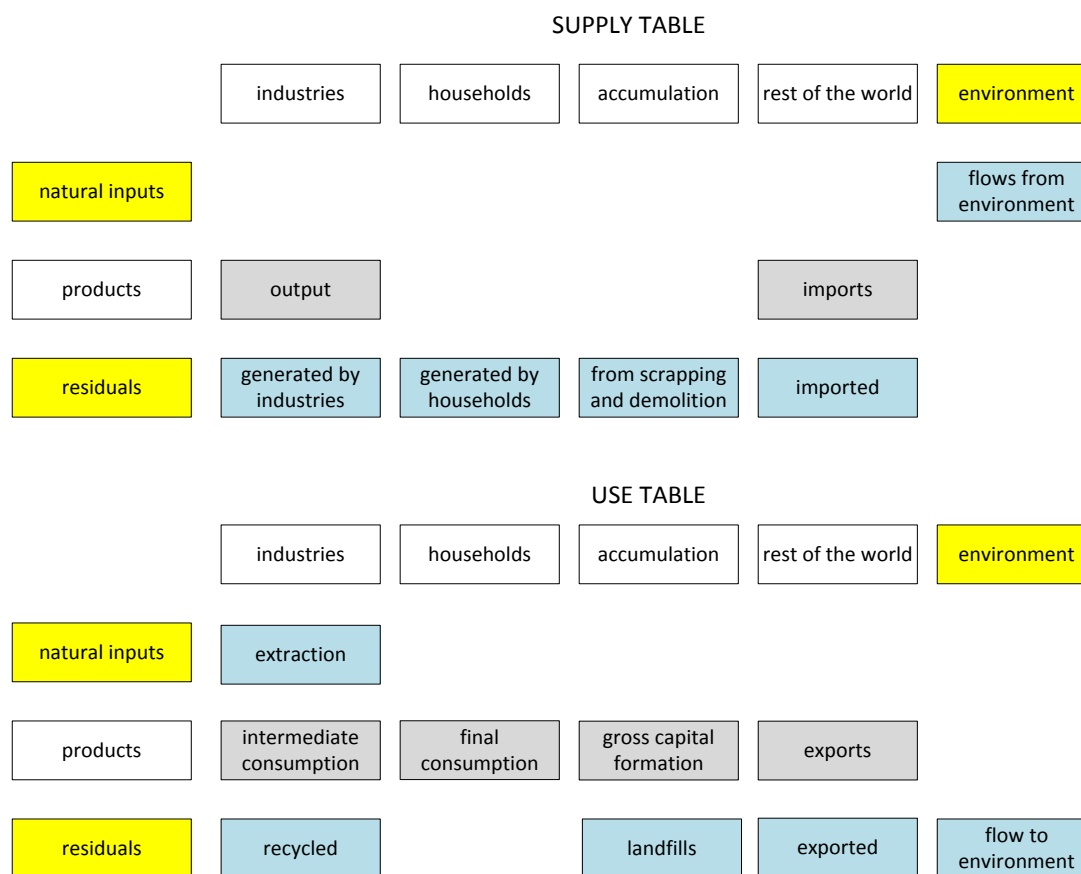 SUPPLY TABLE
industries households accumulation rest of the world environment
natural inputs flows from
environment
products output imports
residuals generated by
industries generated by
households from scrapping
and demolition imported
USE TABLE
industries households accumulation rest of the world environment
natural inputs extraction
products intermediate
consumption final
consumption gross capital
formation exports
residuals recycled landfills exported flow to
environment